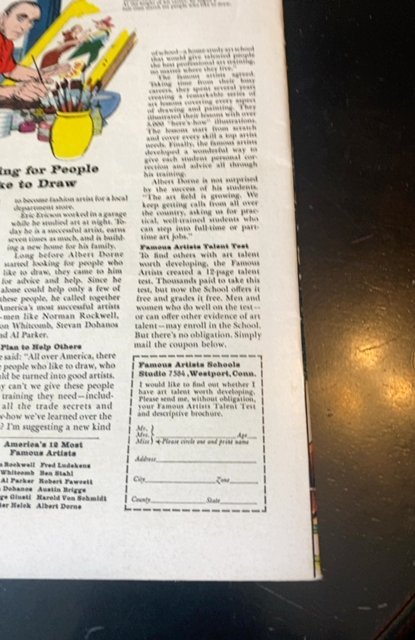 ing for People
ke to Draw
to become fashion artist for a local
department store.
Eric Ericson worked in a garage
while he studied art at night. To-
day he is a successful artist, earns
seven times as much, and is build-
ing a new home for his family.
Long before Albert Dorne
started looking for people who
like to draw, they came to him
for advice and help. Since he
alone could help only a few of
these people, he called together
America's most successful artists
-men like Norman Rockwell,
on Whitcomb, Stevan Dohanos
nd Al Parker.
Plan to Help Others
e said: "All over America, there
e people who like to draw, who
ld be turned into good artists.
y can't we give these people
training they need—includ-
all the trade secrets and
w-how we've learned over the
? I'm suggesting a new kind
America's 12 Most
Famous Artists
Rockwell Fred Ludekens
Whitcomb Ben Stahl
Al Parker Robert Fawcett
Dohanos Austin Briggs
ge Giusti Harold Von Schmidt
ter Helck Albert Dorne
of school—a home study art school
that would give talented people
the best professional art training,
no matter where they live."
The famous artists agreed.
Taking time from their busy
careers, they spent several years
creating a remarkable series of
art lessons covering every aspect
of drawing and painting. They
illustrated their lessons with over
5,000 "here's-how" illustrations.
The lessons start from scratch
and cover every skill a top artist
needs. Finally, the famous artists
developed a wonderful way to
give each student personal cor-
rection and advice all through
his training.
Albert Dorne is not surprised
by the success of his students.
"The art field is growing. We
keep getting calls from all over
the country, asking us for prac-
tical, well-trained students who
can step into full-time or part-
time art jobs."
Famous Artists Talent Test
To find others with art talent
worth developing, the Famous
Artists created a 12-page talent
test. Thousands paid to take this
test, but now the School offers it
free and grades it free. Men and
women who do well on the test—
or can offer other evidence of art
talent—may enroll in the School.
But there's no obligation. Simply
mail the coupon below.
Famous Artists Schools
Studio 7584, Westport, Conn.
I would like to find out whether I
have art talent worth developing.
Please send me, without obligation,
your Famous Artists Talent Test
and descriptive brochure.
Mr.
Mrs. Age
Miss Please circle one and print name
Address
City Zone
County State